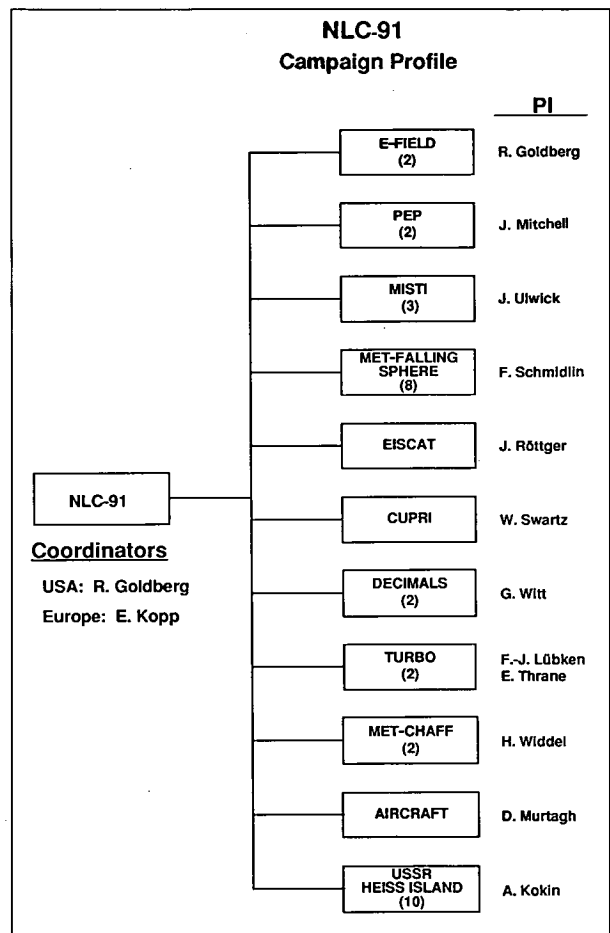 NLC-91
Campaign Profile
PI
E-FIELD
(2)
R. Goldberg
PEP
(2)
J. Mitchell
MISTI
(3)
J. Ulwick
MET-FALLING
SPHERE
(8)
F. Schmidlin
EISCAT
J. Röttger
NLC-91
CUPRI
W. Swartz
Coordinators
USA: R. Goldberg
Europe: E. Kopp
DECIMALS
(2)
G. Witt
TURBO
(2)
F.-J. Lübken
E. Thrane
MET-CHAFF
(2)
H. Widdel
AIRCRAFT
D. Murtagh
USSR
HEISS ISLAND
(10)
A. Kokin